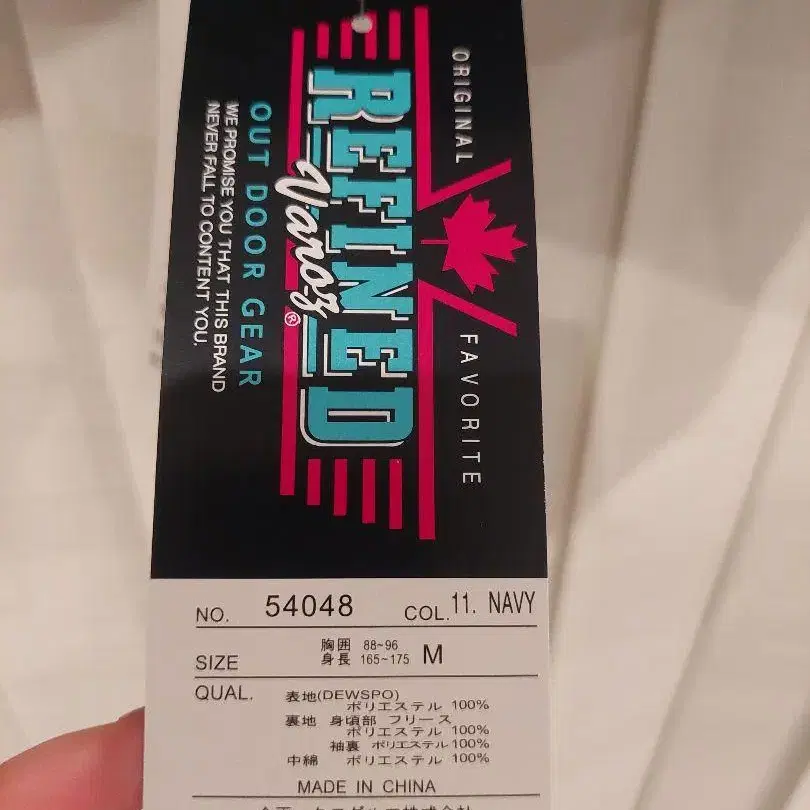 ORIGINAL FAVORITE
REFINED
Varoz®
OUT DOOR GEAR
WE PROMISE YOU THAT THIS BRAND
NEVER FALL TO CONTENT YOU.
NO. 54048 COL. 11. NAVY
SIZE 胸囲 88~96 M
身長 165~175
QUAL. 表地(DEWSPO)
ポリエステル 100%
裏地 身頃部 フリース
ポリエステル 100%
袖裏 ポリエステル 100%
中綿 ポリエステル 100%
MADE IN CHINA